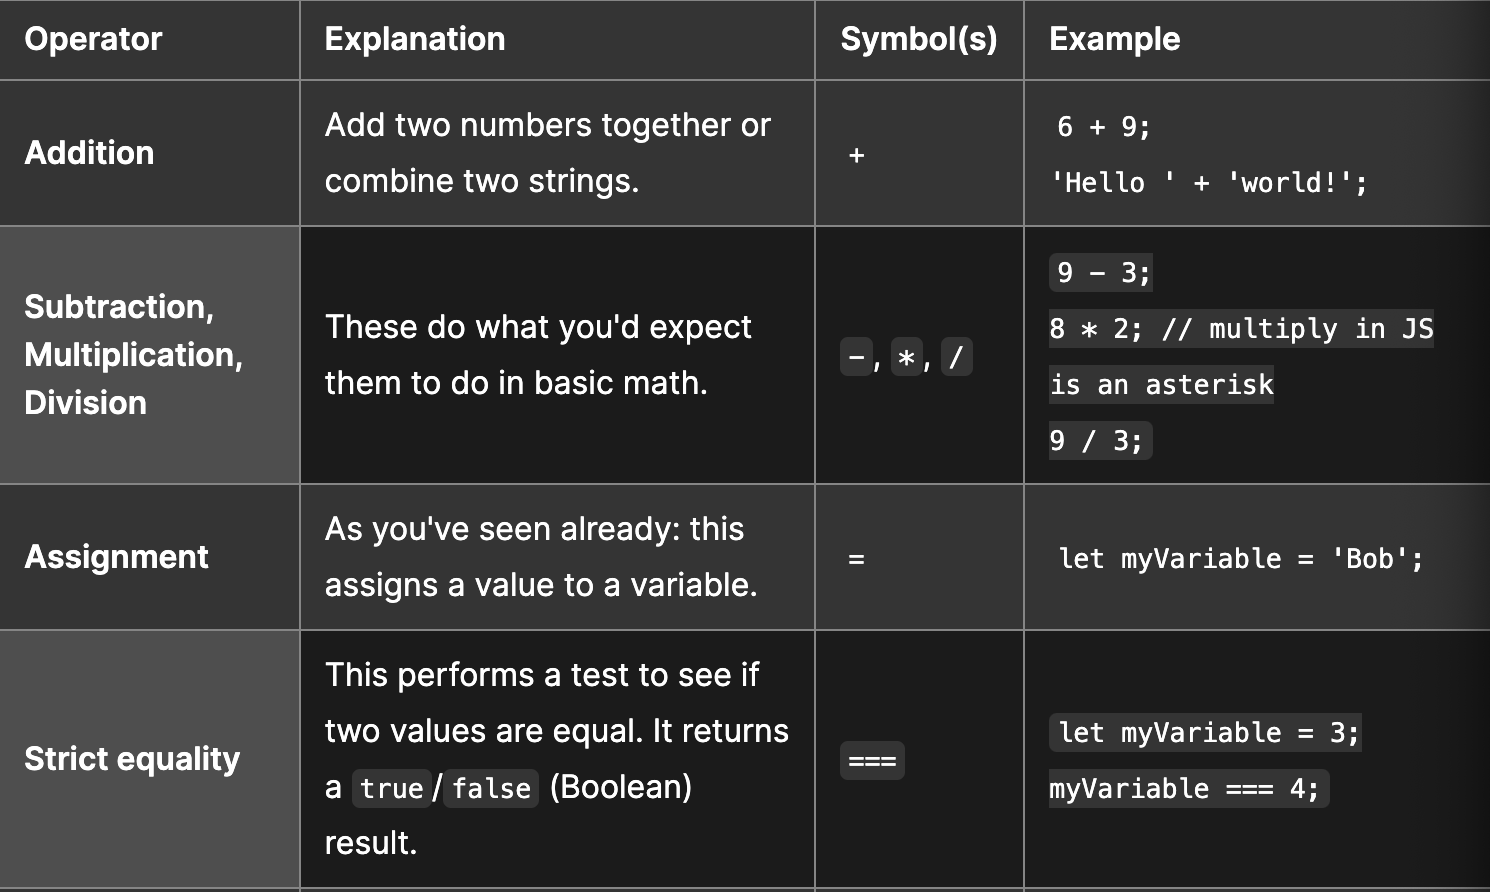 Operator Explanation Symbol(s) Example
Addition
Add two numbers together or
combine two strings.
+
6 + 9;
'Hello ' + 'world!';
Subtraction,
Multiplication,
Division
These do what you'd expect
them to do in basic math.
-, *, /
9 - 3;
8 * 2; // multiply in JS
is an asterisk
9 / 3;
Assignment
As you've seen already: this
assigns a value to a variable.
=
let myVariable = 'Bob';
Strict equality
This performs a test to see if
two values are equal. It returns
a true/false (Boolean)
result.
===
let myVariable = 3;
myVariable === 4;